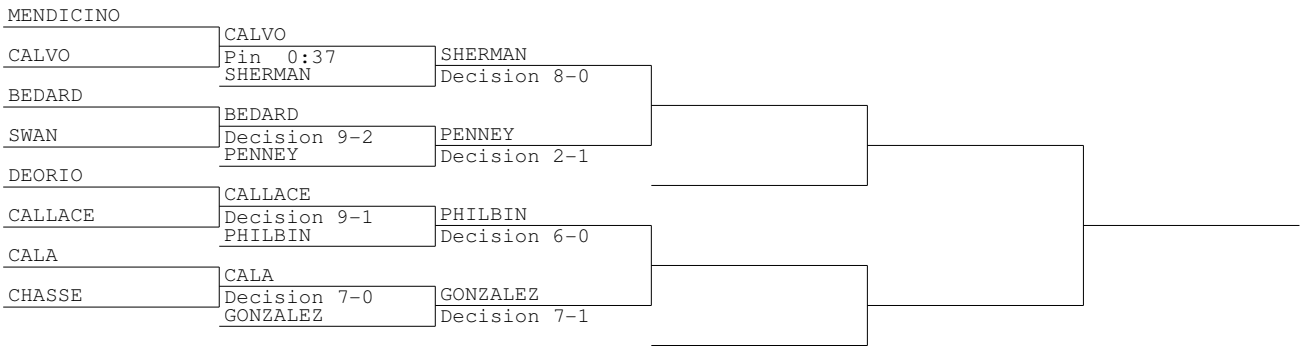 MENDICINO
CALVO
CALVO
Pin  0:37
SHERMAN
SHERMAN
Decision 8-0
BEDARD
SWAN
BEDARD
Decision 9-2
PENNEY
PENNEY
Decision 2-1
DEORIO
CALLACE
CALLACE
Decision 9-1
PHILBIN
PHILBIN
Decision 6-0
CALA
CHASSE
CALA
Decision 7-0
GONZALEZ
GONZALEZ
Decision 7-1